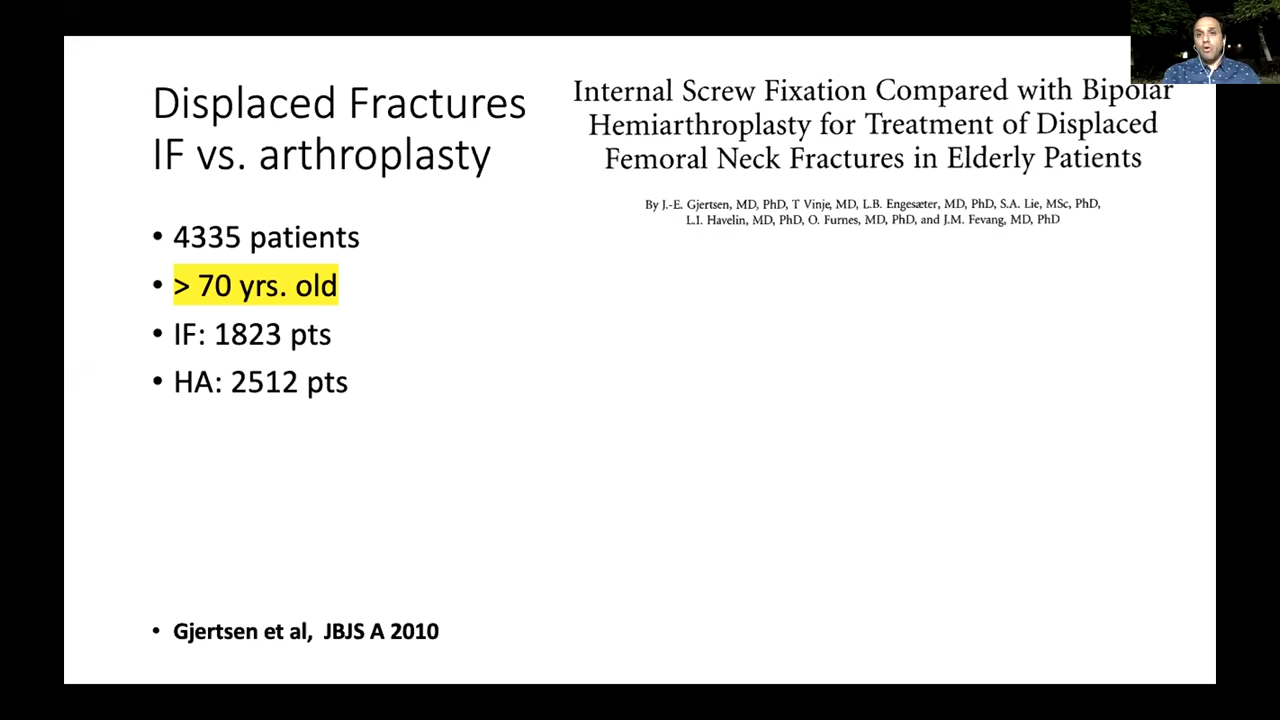 Displaced Fractures
IF vs. arthroplasty
Internal Screw Fixation Compared with Bipolar
Hemiarthroplasty for Treatment of Displaced
Femoral Neck Fractures in Elderly Patients
By J.-E. Gjertsen, MD, PhD, T Vinje, MD, L.B. Engesæter, MD, PhD, S.A. Lie, MSc, PhD,
L.I. Havelin, MD, PhD, O. Furnes, MD, PhD, and J.M. Fevang, MD, PhD
• 4335 patients
• > 70 yrs. old
• IF: 1823 pts
• HA: 2512 pts
• Gjertsen et al, JBJS A 2010